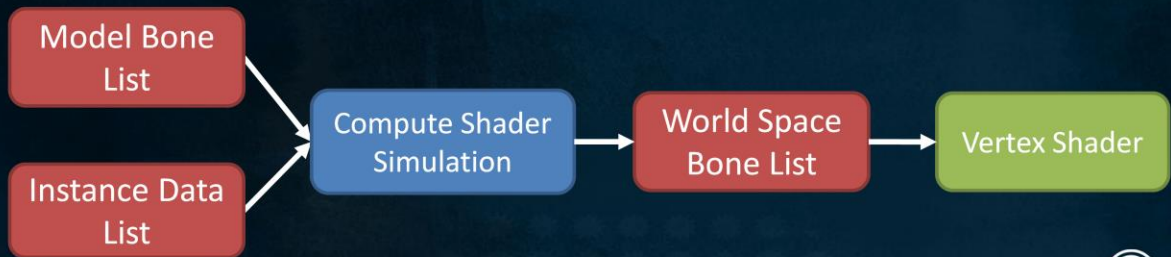 Model Bone
List
Instance Data
List
Compute Shader
Simulation
World Space
Bone List
Vertex Shader